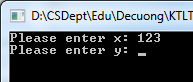 D:\CSDept\Edu\Decuong\KTLT
Please enter x: 123
Please enter y: _